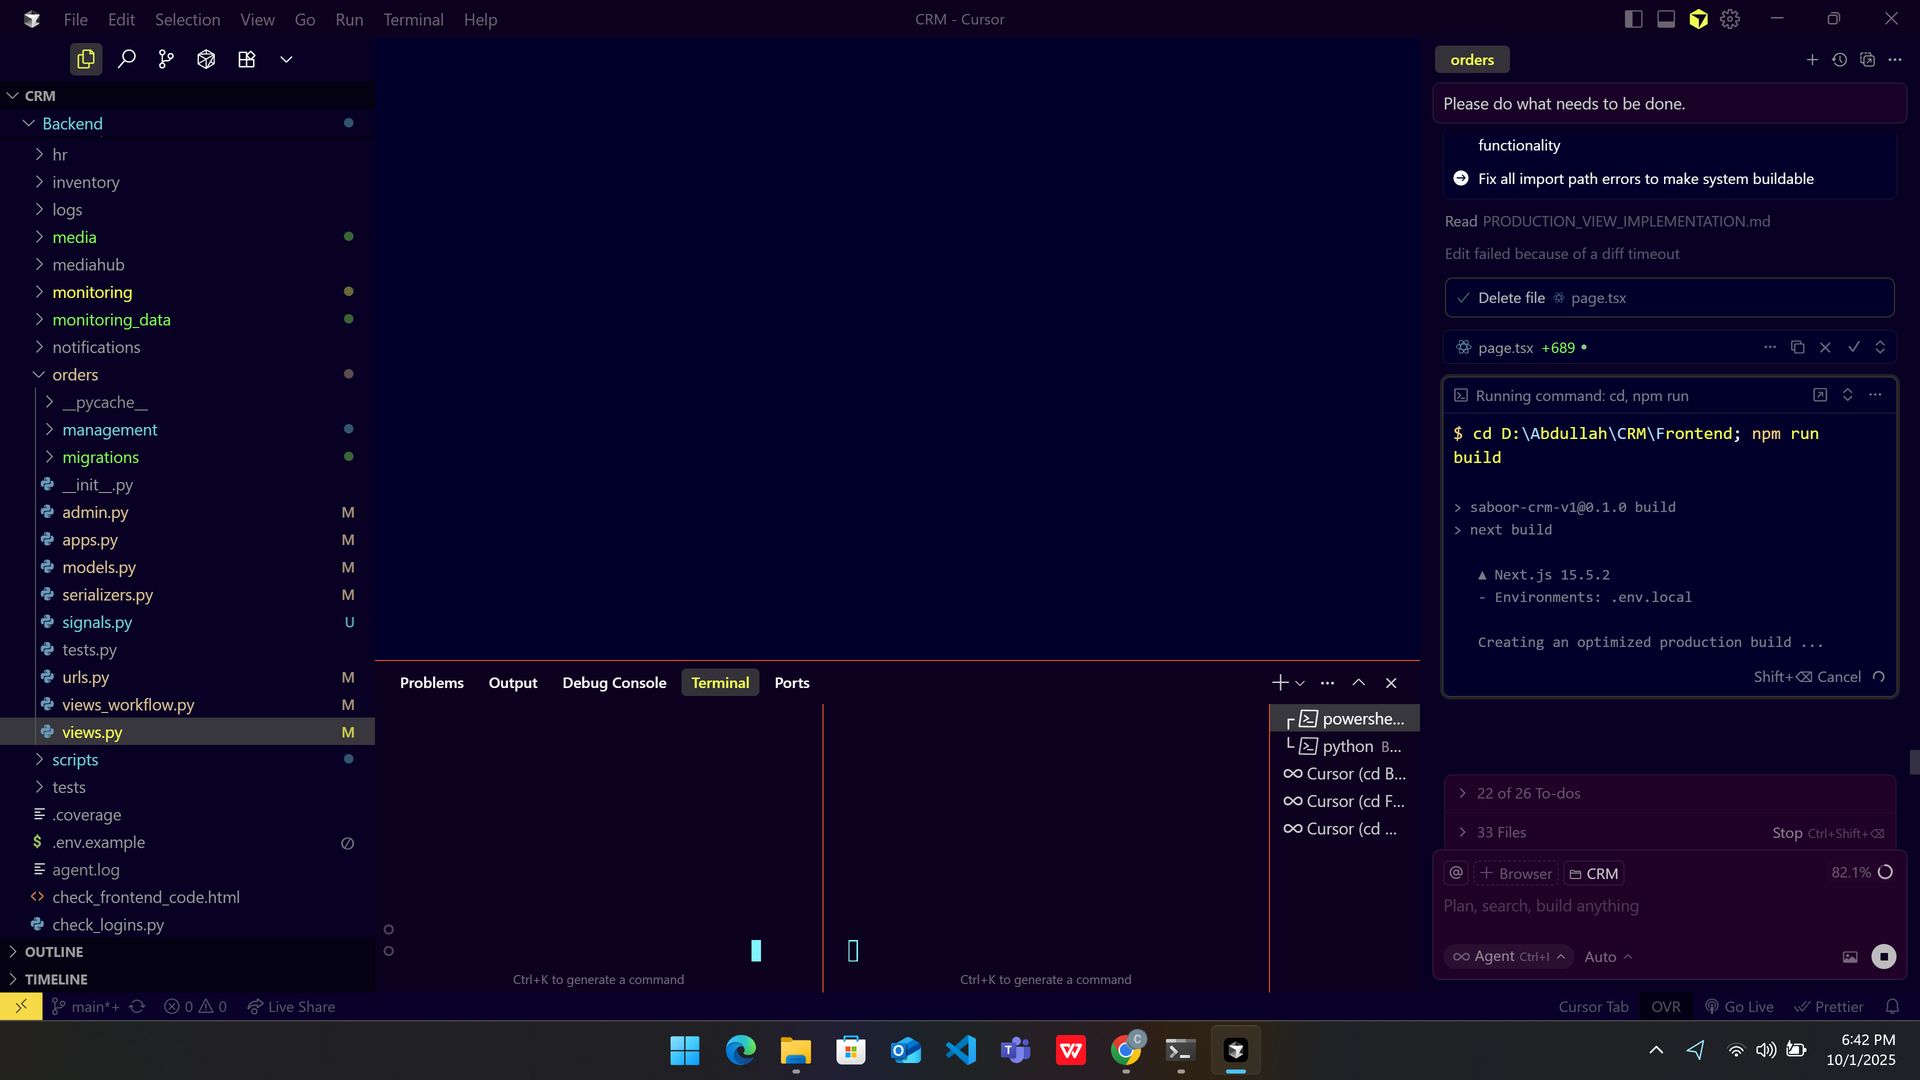 File Edit Selection View Go Run Terminal Help
CRM - Cursor
CRM
Backend
hr
inventory
logs
media
mediahub
monitoring
monitoring_data
notifications
orders
__pycache__
management
migrations
__init__.py
admin.py M
apps.py M
models.py M
serializers.py M
signals.py U
tests.py
urls.py M
views_workflow.py M
views.py M
scripts
tests
.coverage
.env.example
agent.log
check_frontend_code.html
check_logins.py
OUTLINE
TIMELINE
Problems Output Debug Console Terminal Ports
Ctrl+K to generate a command
Ctrl+K to generate a command
powershe...
python B...
Cursor (cd B...
Cursor (cd F...
Cursor (cd ...
orders
Please do what needs to be done.
functionality
Fix all import path errors to make system buildable
Read PRODUCTION_VIEW_IMPLEMENTATION.md
Edit failed because of a diff timeout
Delete file page.tsx
page.tsx +689
Running command: cd, npm run
$ cd D:\Abdullah\CRM\Frontend; npm run
build
> saboor-crm-v1@0.1.0 build
> next build
▲ Next.js 15.5.2
- Environments: .env.local
Creating an optimized production build ...
Shift+⌫ Cancel
22 of 26 To-dos
33 Files Stop Ctrl+Shift+⌫
@ + Browser CRM 82.1%
Plan, search, build anything
Agent Ctrl+I Auto
main*+ 0 0 Live Share
Cursor Tab OVR Go Live Prettier
6:42 PM
10/1/2025